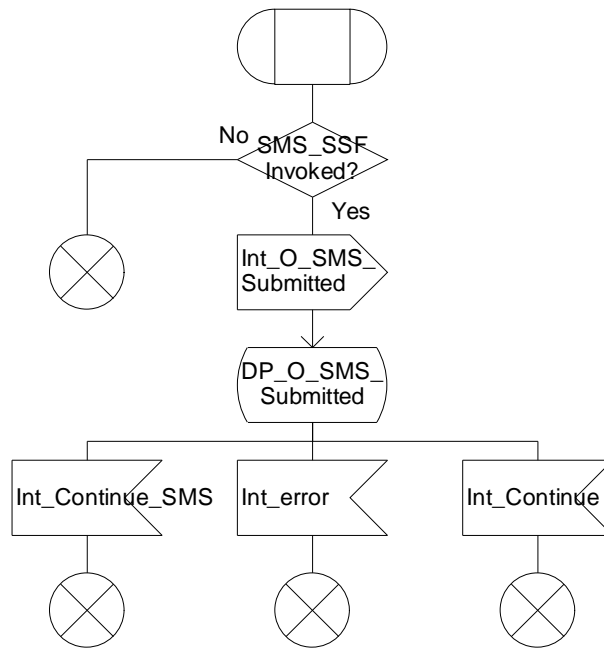 No
SMS_SSF
Invoked?
Yes
Int_O_SMS_
Submitted
DP_O_SMS_
Submitted
Int_Continue_SMS
Int_error
Int_Continue